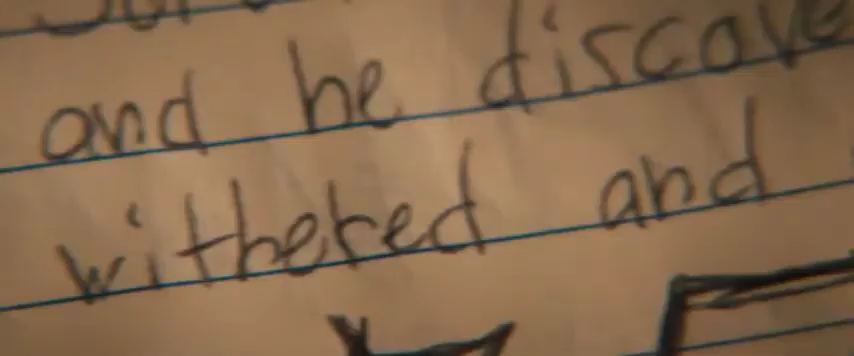 and he discove
withered and